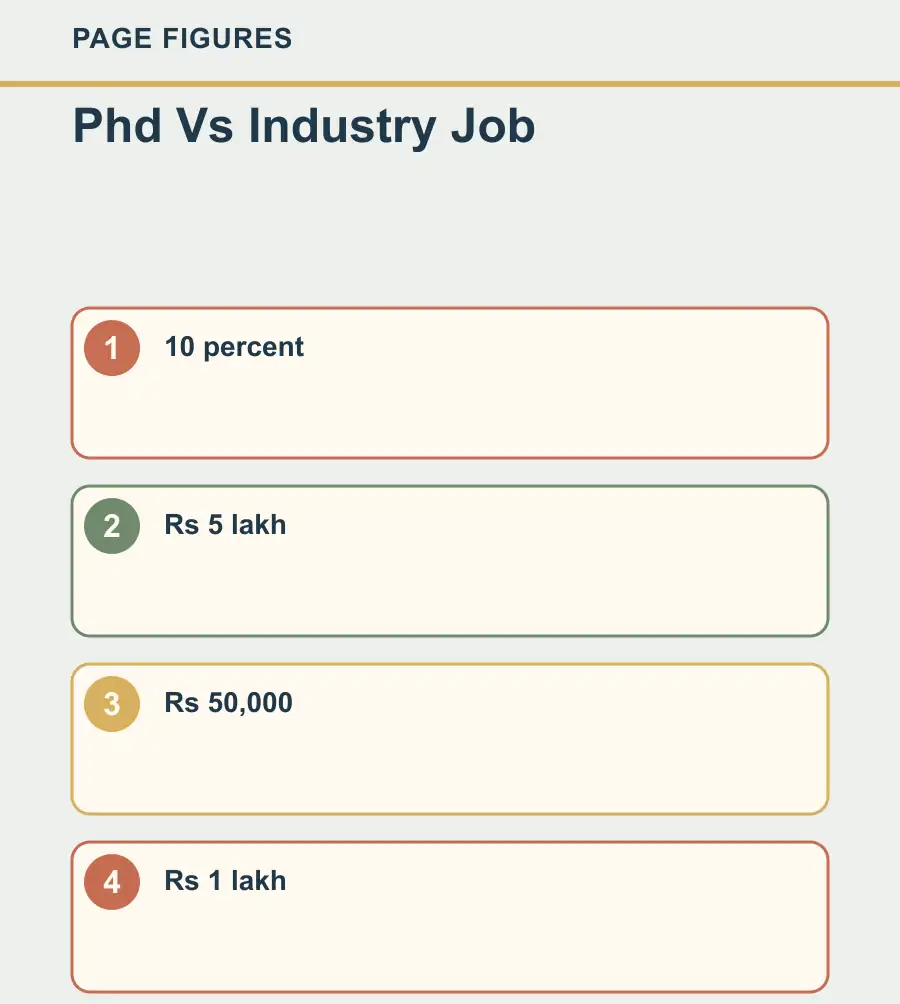 PAGE FIGURES
Phd Vs Industry Job
1 10 percent
2 Rs 5 lakh
3 Rs 50,000
4 Rs 1 lakh